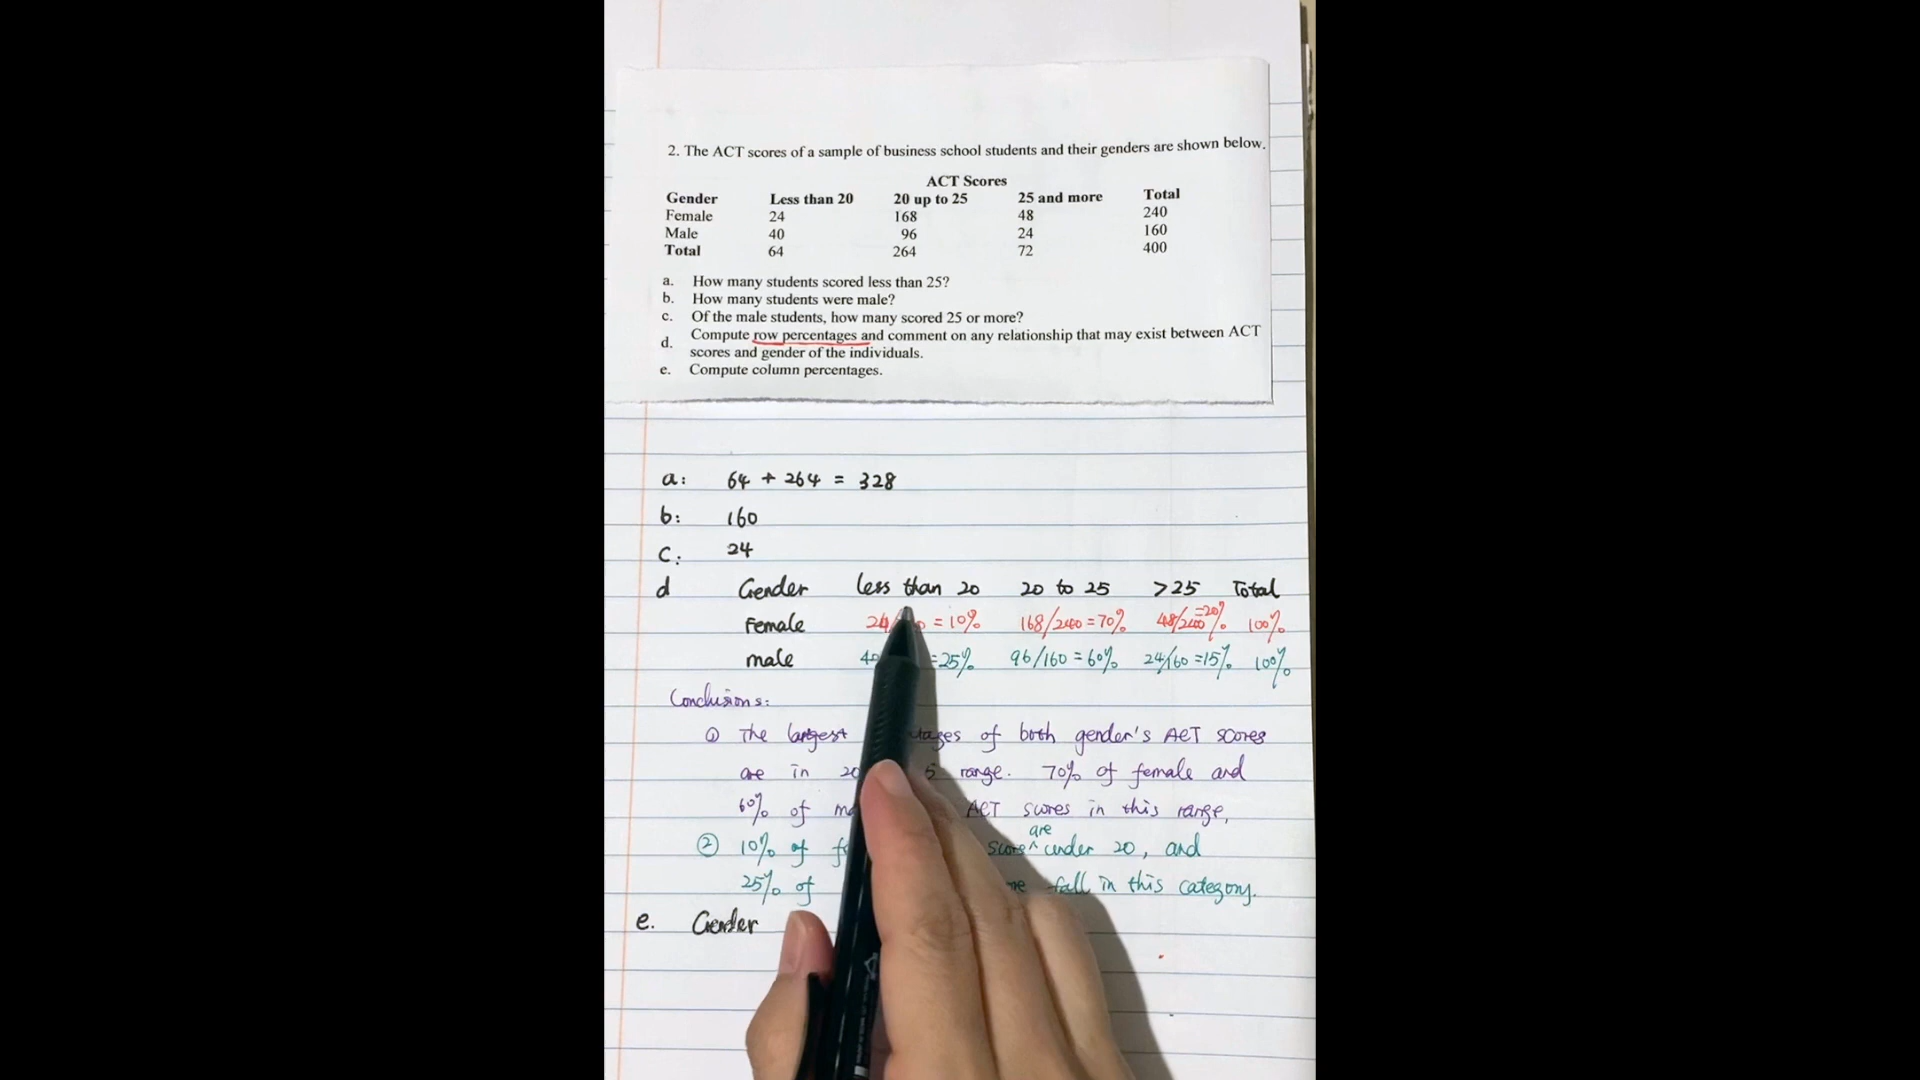 2. The ACT scores of a sample of business school students and their genders are shown below.
ACT Scores
Gender Less than 20 20 up to 25 25 and more Total
Female 24 168 48 240
Male 40 96 24 160
Total 64 264 72 400
a. How many students scored less than 25?
b. How many students were male?
c. Of the male students, how many scored 25 or more?
d. Compute row percentages and comment on any relationship that may exist between ACT
scores and gender of the individuals.
e. Compute column percentages.
a: 64 + 264 = 328
b: 160
c: 24
d Gender less than 20 20 to 25 >25 Total
Female = 10% 168/240 = 70% 48/240 = 20% 100%
male = 25% 96/160 = 60% 24/160 = 15% 100%
Conclusions:
① The largest of both gender's ACT scores
are in 20 5 range. 70% of female and
60% of ACT scores in this range,
② 10% of score are under 20, and
25% of fall in this category.
e. Gender